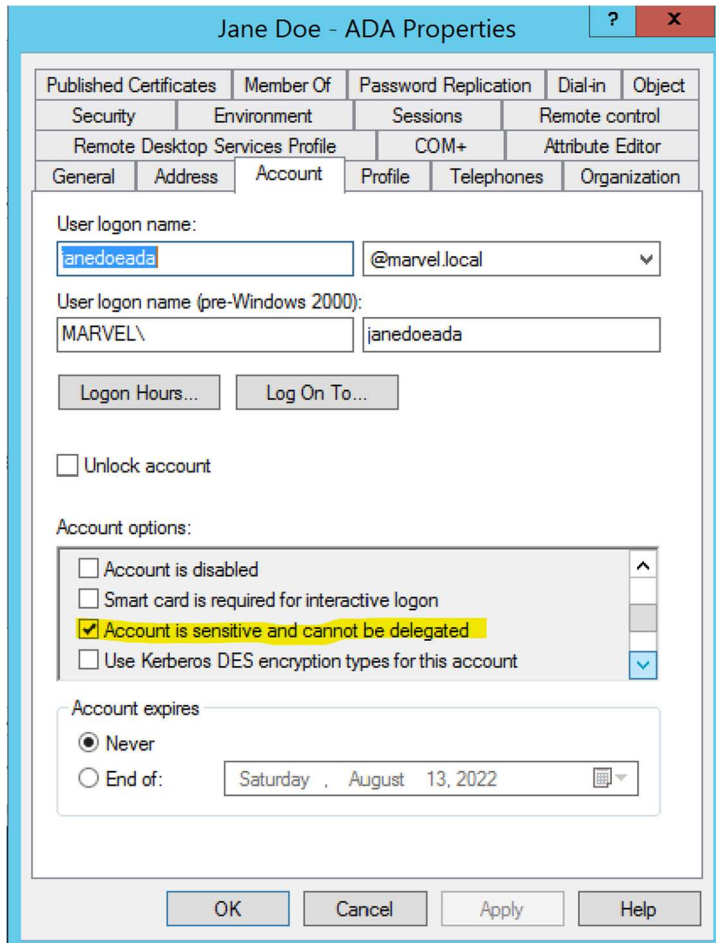 Jane Doe - ADA Properties
? x
Published Certificates Member Of Password Replication Dial-in Object
Security Environment Sessions Remote control
Remote Desktop Services Profile COM+ Attribute Editor
General Address Account Profile Telephones Organization
User logon name:
janedoeada @marvel.local
User logon name (pre-Windows 2000):
MARVEL\ janedoeada
Logon Hours... Log On To...
Unlock account
Account options:
Account is disabled
Smart card is required for interactive logon
Account is sensitive and cannot be delegated
Use Kerberos DES encryption types for this account
Account expires
Never
End of: Saturday , August 13, 2022
OK Cancel Apply Help